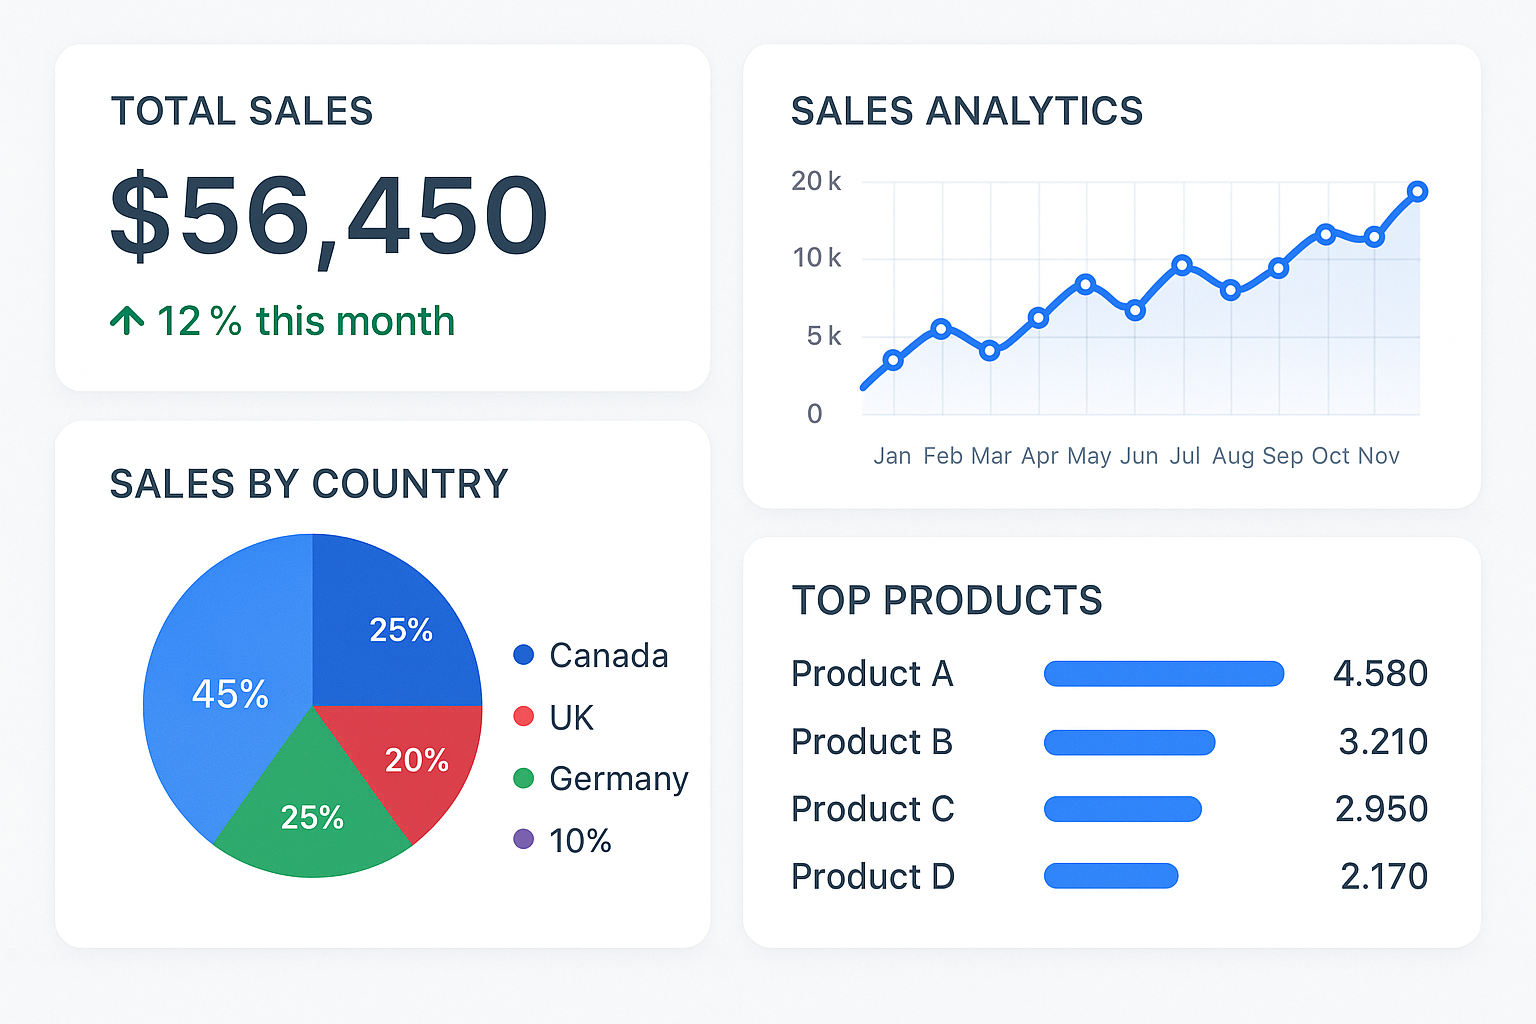 TOTAL SALES
$56,450
↑ 12 % this month
SALES ANALYTICS
20 k
10 k
5 k
0
Jan Feb Mar Apr May Jun Jul Aug Sep Oct Nov
SALES BY COUNTRY
25%
45%
20%
25%
Canada
UK
Germany
10%
TOP PRODUCTS
Product A 4.580
Product B 3.210
Product C 2.950
Product D 2.170